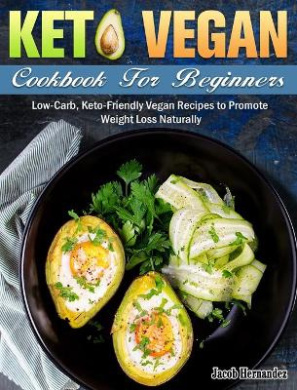 KETO VEGAN
Cookbook For Beginners
Low-Carb, Keto-Friendly Vegan Recipes to Promote
Weight Loss Naturally
Jacob Hernandez